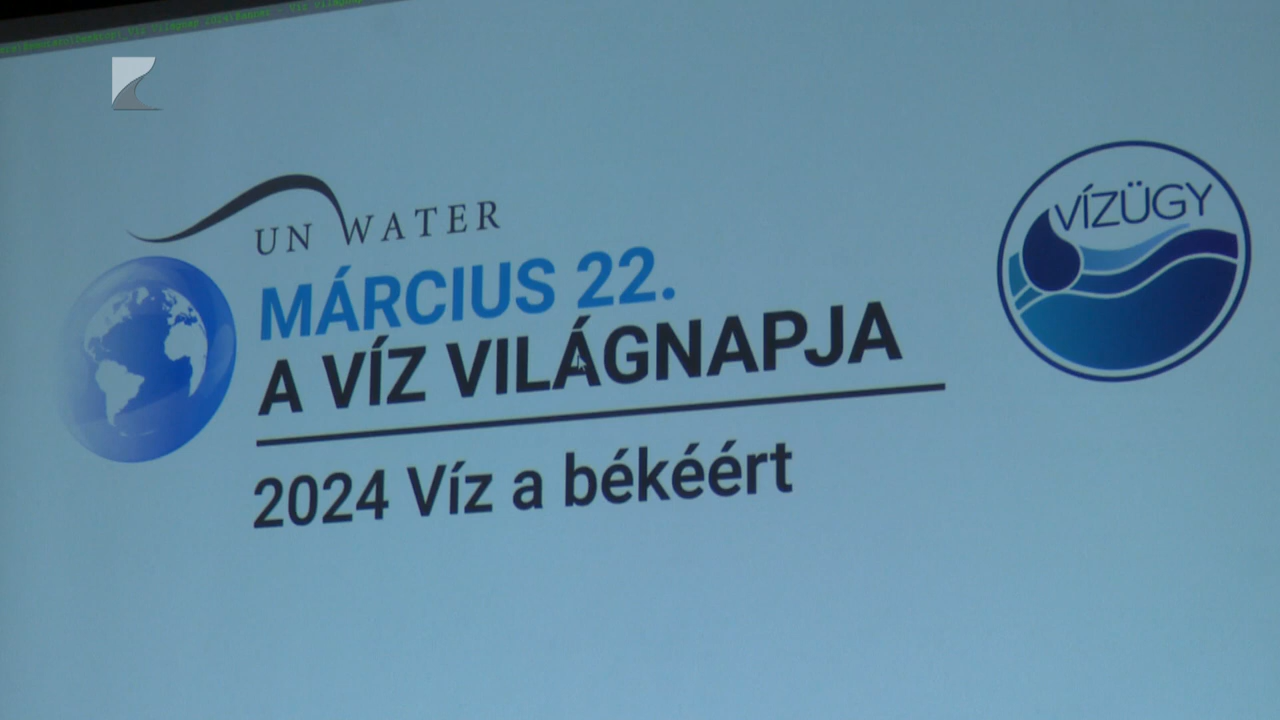 UN WATER
MÁRCIUS 22.
A VÍZ VILÁGNAPJA
2024 Víz a békéért
VÍZÜGY